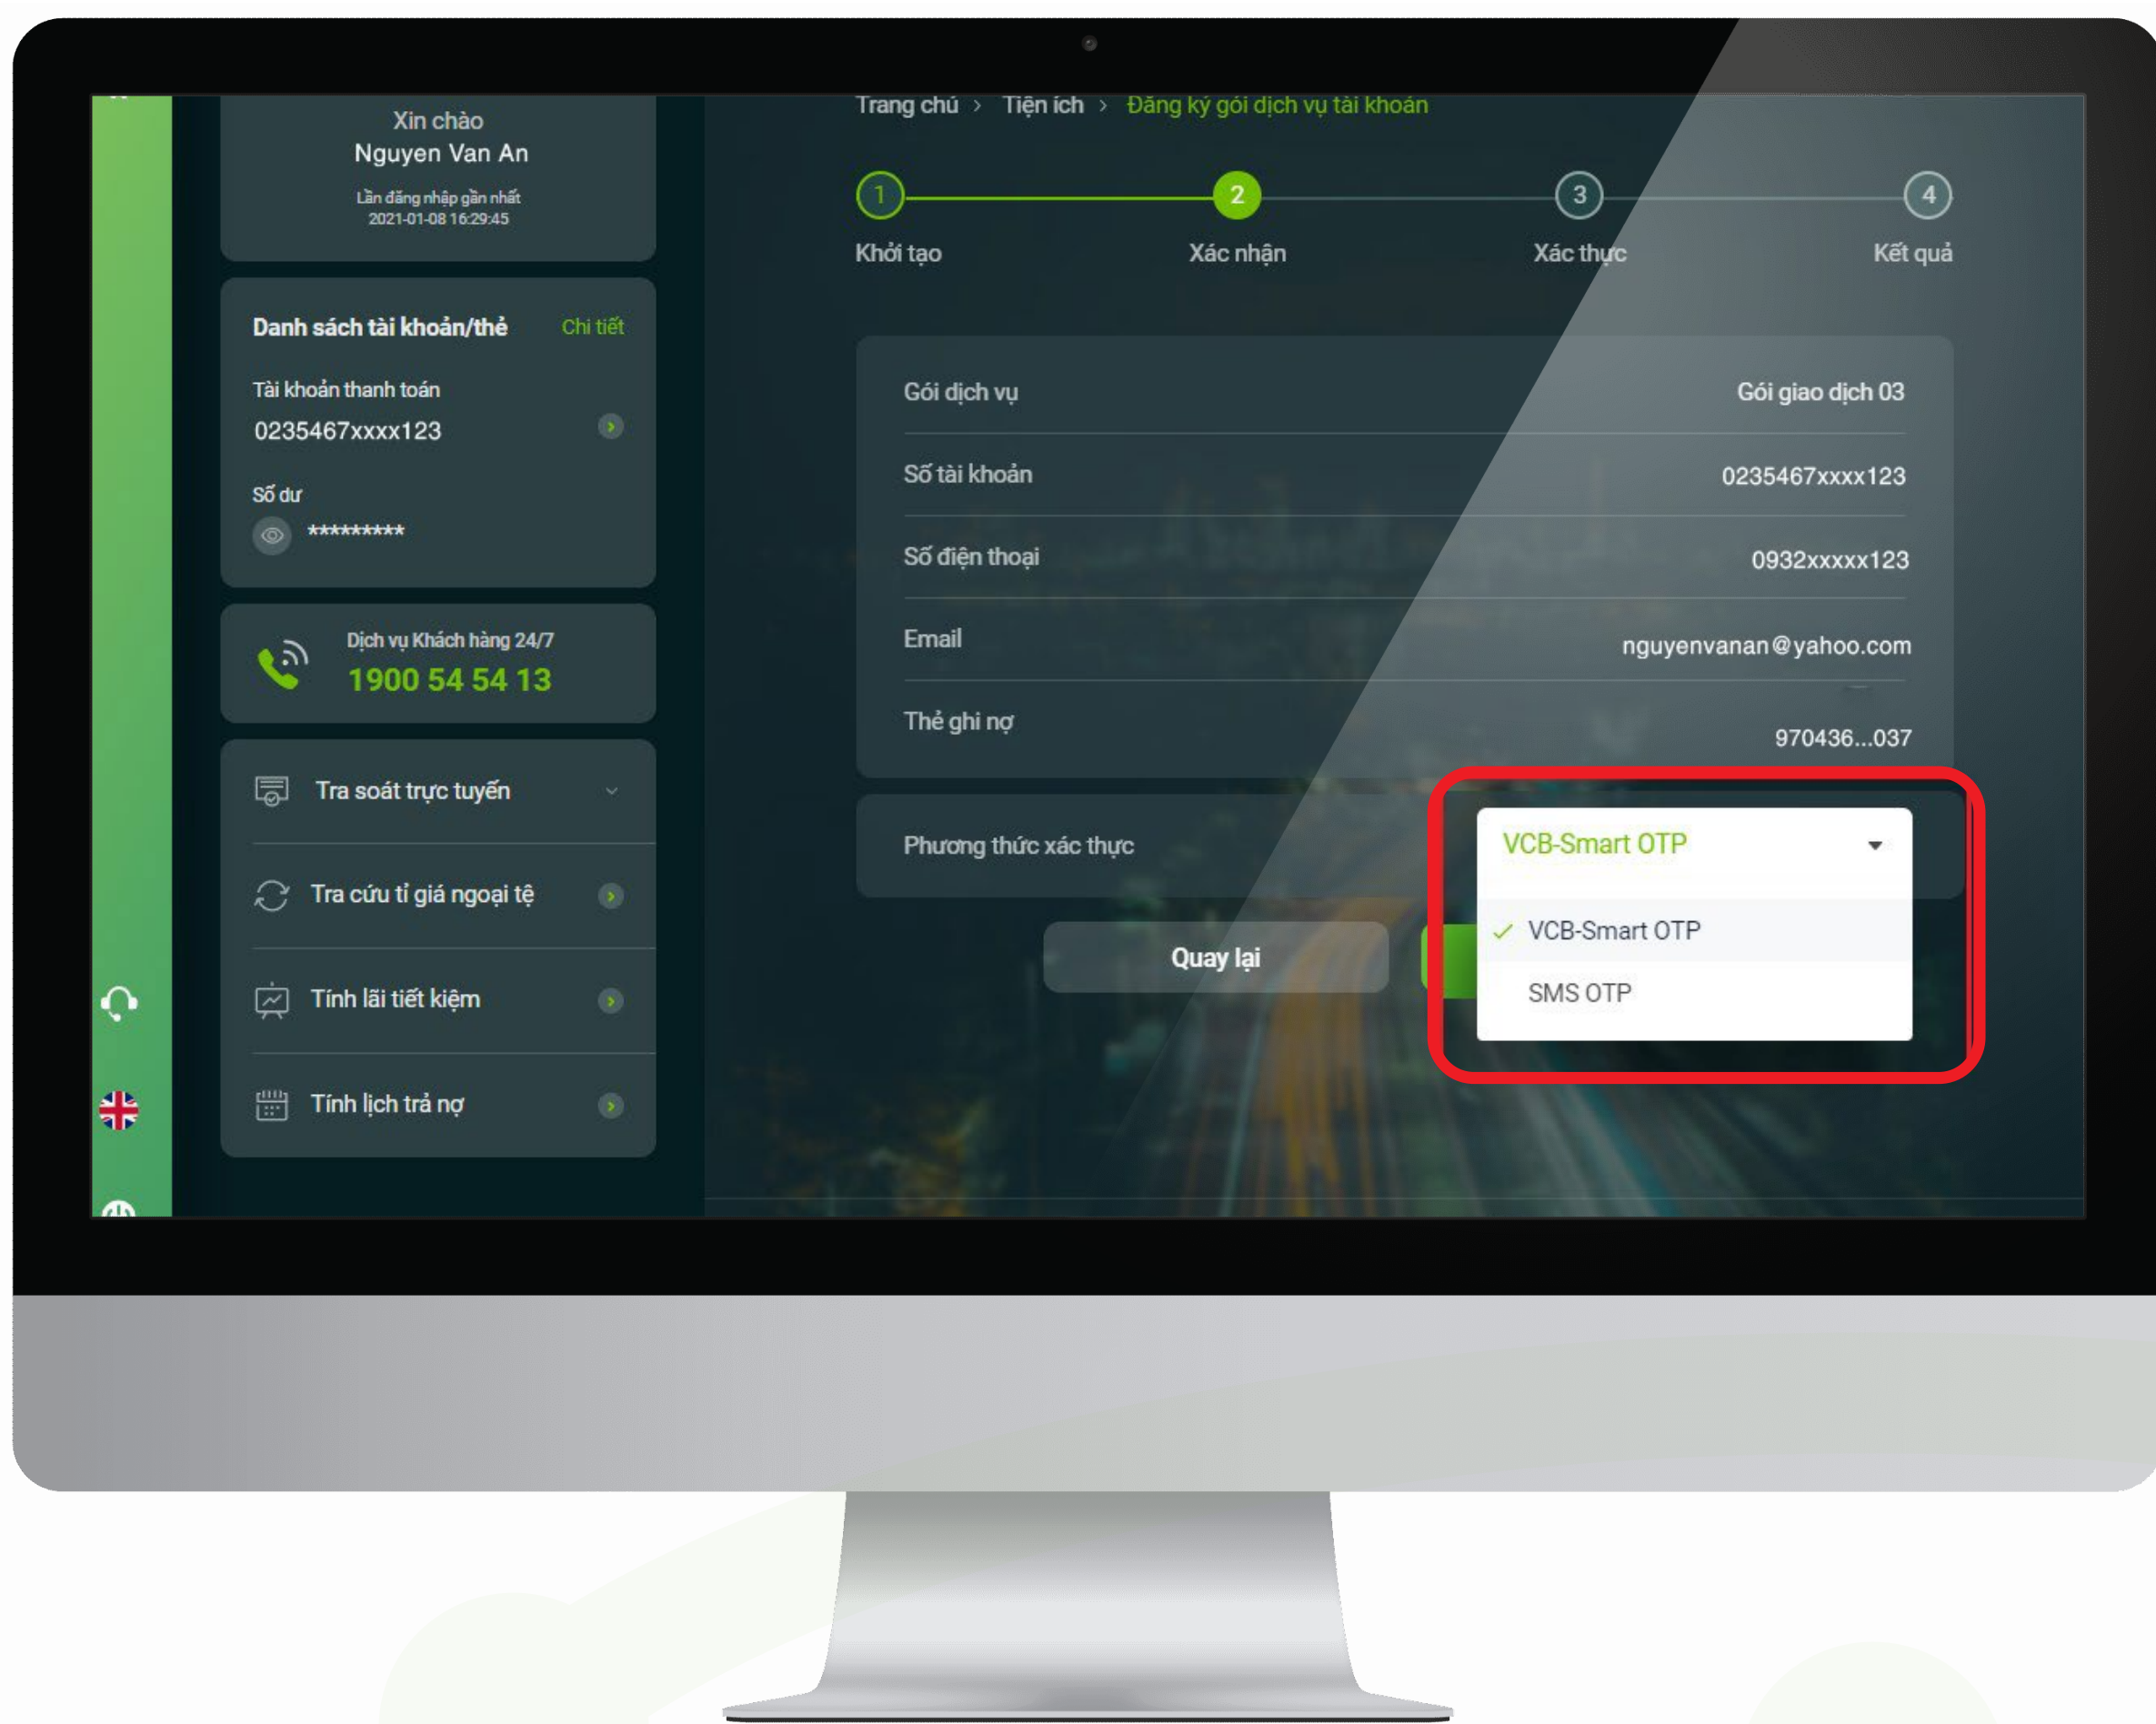 Xin chào
Nguyen Van An
Lần đăng nhập gần nhất
2021-01-08 16:29:45
Danh sách tài khoản/thẻ Chi tiết
Tài khoản thanh toán
0235467xxxx123
Số dư
*********
Dịch vụ Khách hàng 24/7
1900 54 54 13
Tra soát trực tuyến
Tra cứu tỉ giá ngoại tệ
Tính lãi tiết kiệm
Tính lịch trả nợ
Trang chủ > Tiện ích > Đăng ký gói dịch vụ tài khoản
1 2 3 4
Khởi tạo Xác nhận Xác thực Kết quả
Gói dịch vụ Gói giao dịch 03
Số tài khoản 0235467xxxx123
Số điện thoại 0932xxxxx123
Email nguyenvanan@yahoo.com
Thẻ ghi nợ 970436...037
Phương thức xác thực VCB-Smart OTP
VCB-Smart OTP
SMS OTP
Quay lại